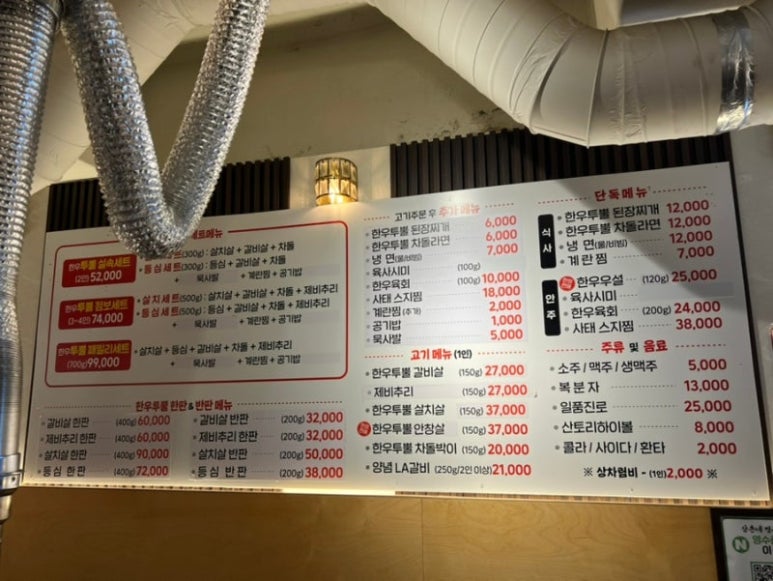 세트메뉴
한우투뿔 실속세트
(2인) 52,000
(300g) : 살치살 + 갈비살 + 차돌
등심세트(300g) : 등심 + 갈비살 + 차돌
+ 육사발 + 계란찜 + 공기밥
한우투뿔 점보세트
(3~4인) 74,000
살치세트(500g) : 살치살 + 갈비살 + 차돌 + 제비추리
등심세트(500g) : 등심 + 갈비살 + 차돌 + 제비추리
+ 묵사발 + 계란찜 + 공기밥
한우투뿔 패밀리세트
(700g) 99,000
살치살 + 등심 + 갈비살 + 차돌 + 제비추리
+ 묵사발 + 계란찜 + 공기밥
한우투뿔 한판 & 반판 메뉴
갈비살 한판 (400g) 60,000
제비추리 한판 (400g) 60,000
살치살 한판 (400g) 90,000
등심 한판 (400g) 72,000
갈비살 반판 (200g) 32,000
제비추리 반판 (200g) 32,000
살치살 반판 (200g) 50,000
등심 반판 (200g) 38,000
고기주문 후 추가 메뉴
한우투뿔 된장찌개 6,000
한우투뿔 차돌라면 6,000
냉면(물/비빔) 7,000
육사시미 (100g)
한우육회 (100g) 10,000
사태 스지찜 18,000
계란찜 (추가) 2,000
공기밥 1,000
묵사발 5,000
고기 메뉴 (1인)
한우투뿔 갈비살 (150g) 27,000
제비추리 (150g) 27,000
한우투뿔 살치살 (150g) 37,000
한우투뿔 안창살 (150g) 37,000
한우투뿔 차돌박이 (150g) 20,000
양념 LA갈비 (250g/2인 이상) 21,000
단독메뉴
식사
한우투뿔 된장찌개 12,000
한우투뿔 차돌라면 12,000
냉면(물/비빔) 12,000
계란찜 7,000
안주
한우우설 (120g) 25,000
육사시미
한우육회 (200g) 24,000
사태 스지찜 38,000
주류 및 음료
소주 / 맥주 / 생맥주 5,000
복분자 13,000
일품진로 25,000
산토리하이볼 8,000
콜라 / 사이다 / 환타 2,000
※ 상차림비 - (1인) 2,000 ※
N